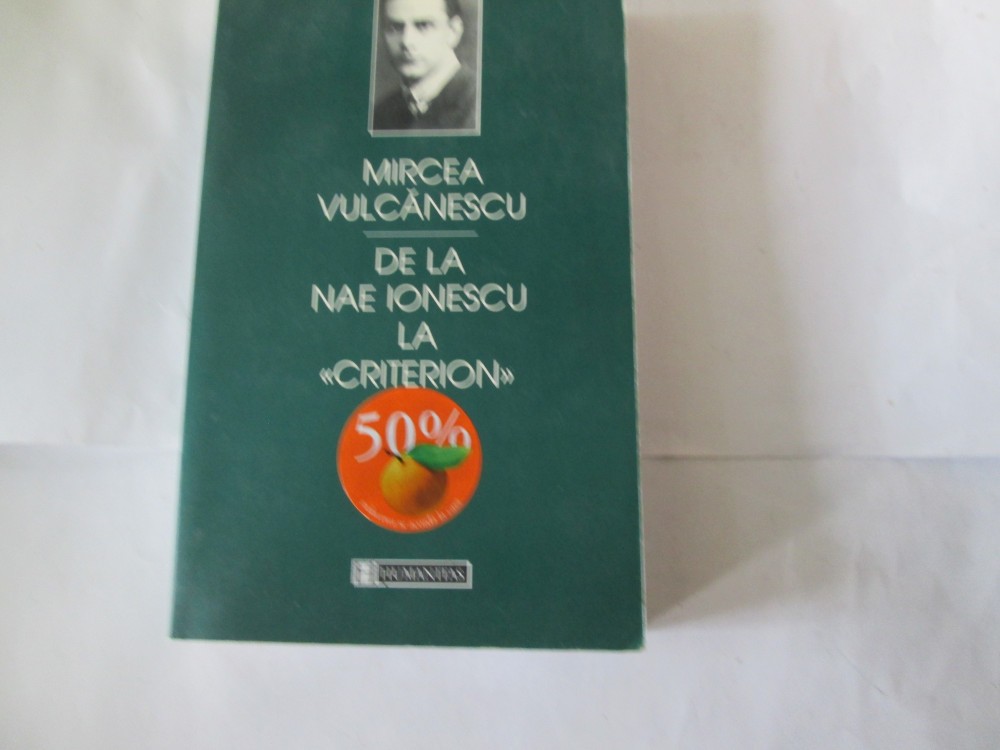 MIRCEA
VULCĂNESCU
DE LA
NAE IONESCU
LA
«CRITERION»
50%
HUMANITAS